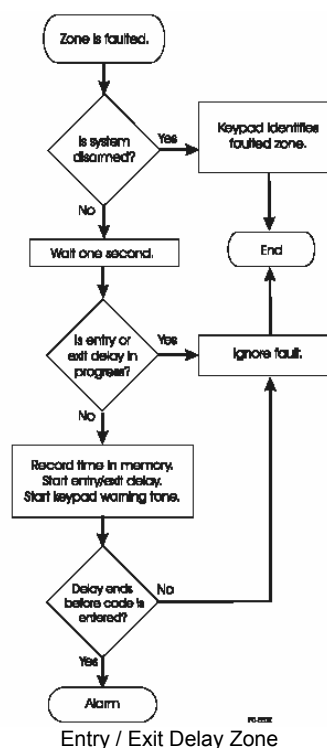 Zone is faulted.
Is system
disarmed?
Yes
Keypad identifies
faulted zone.
No
End
Wait one second.
Is entry or
exit delay in
progress?
Yes
Ignore fault.
No
Record time in memory.
Start entry/exit delay.
Start keypad warning tone.
Delay ends
before code is
entered?
No
Yes
Alarm
Entry / Exit Delay Zone